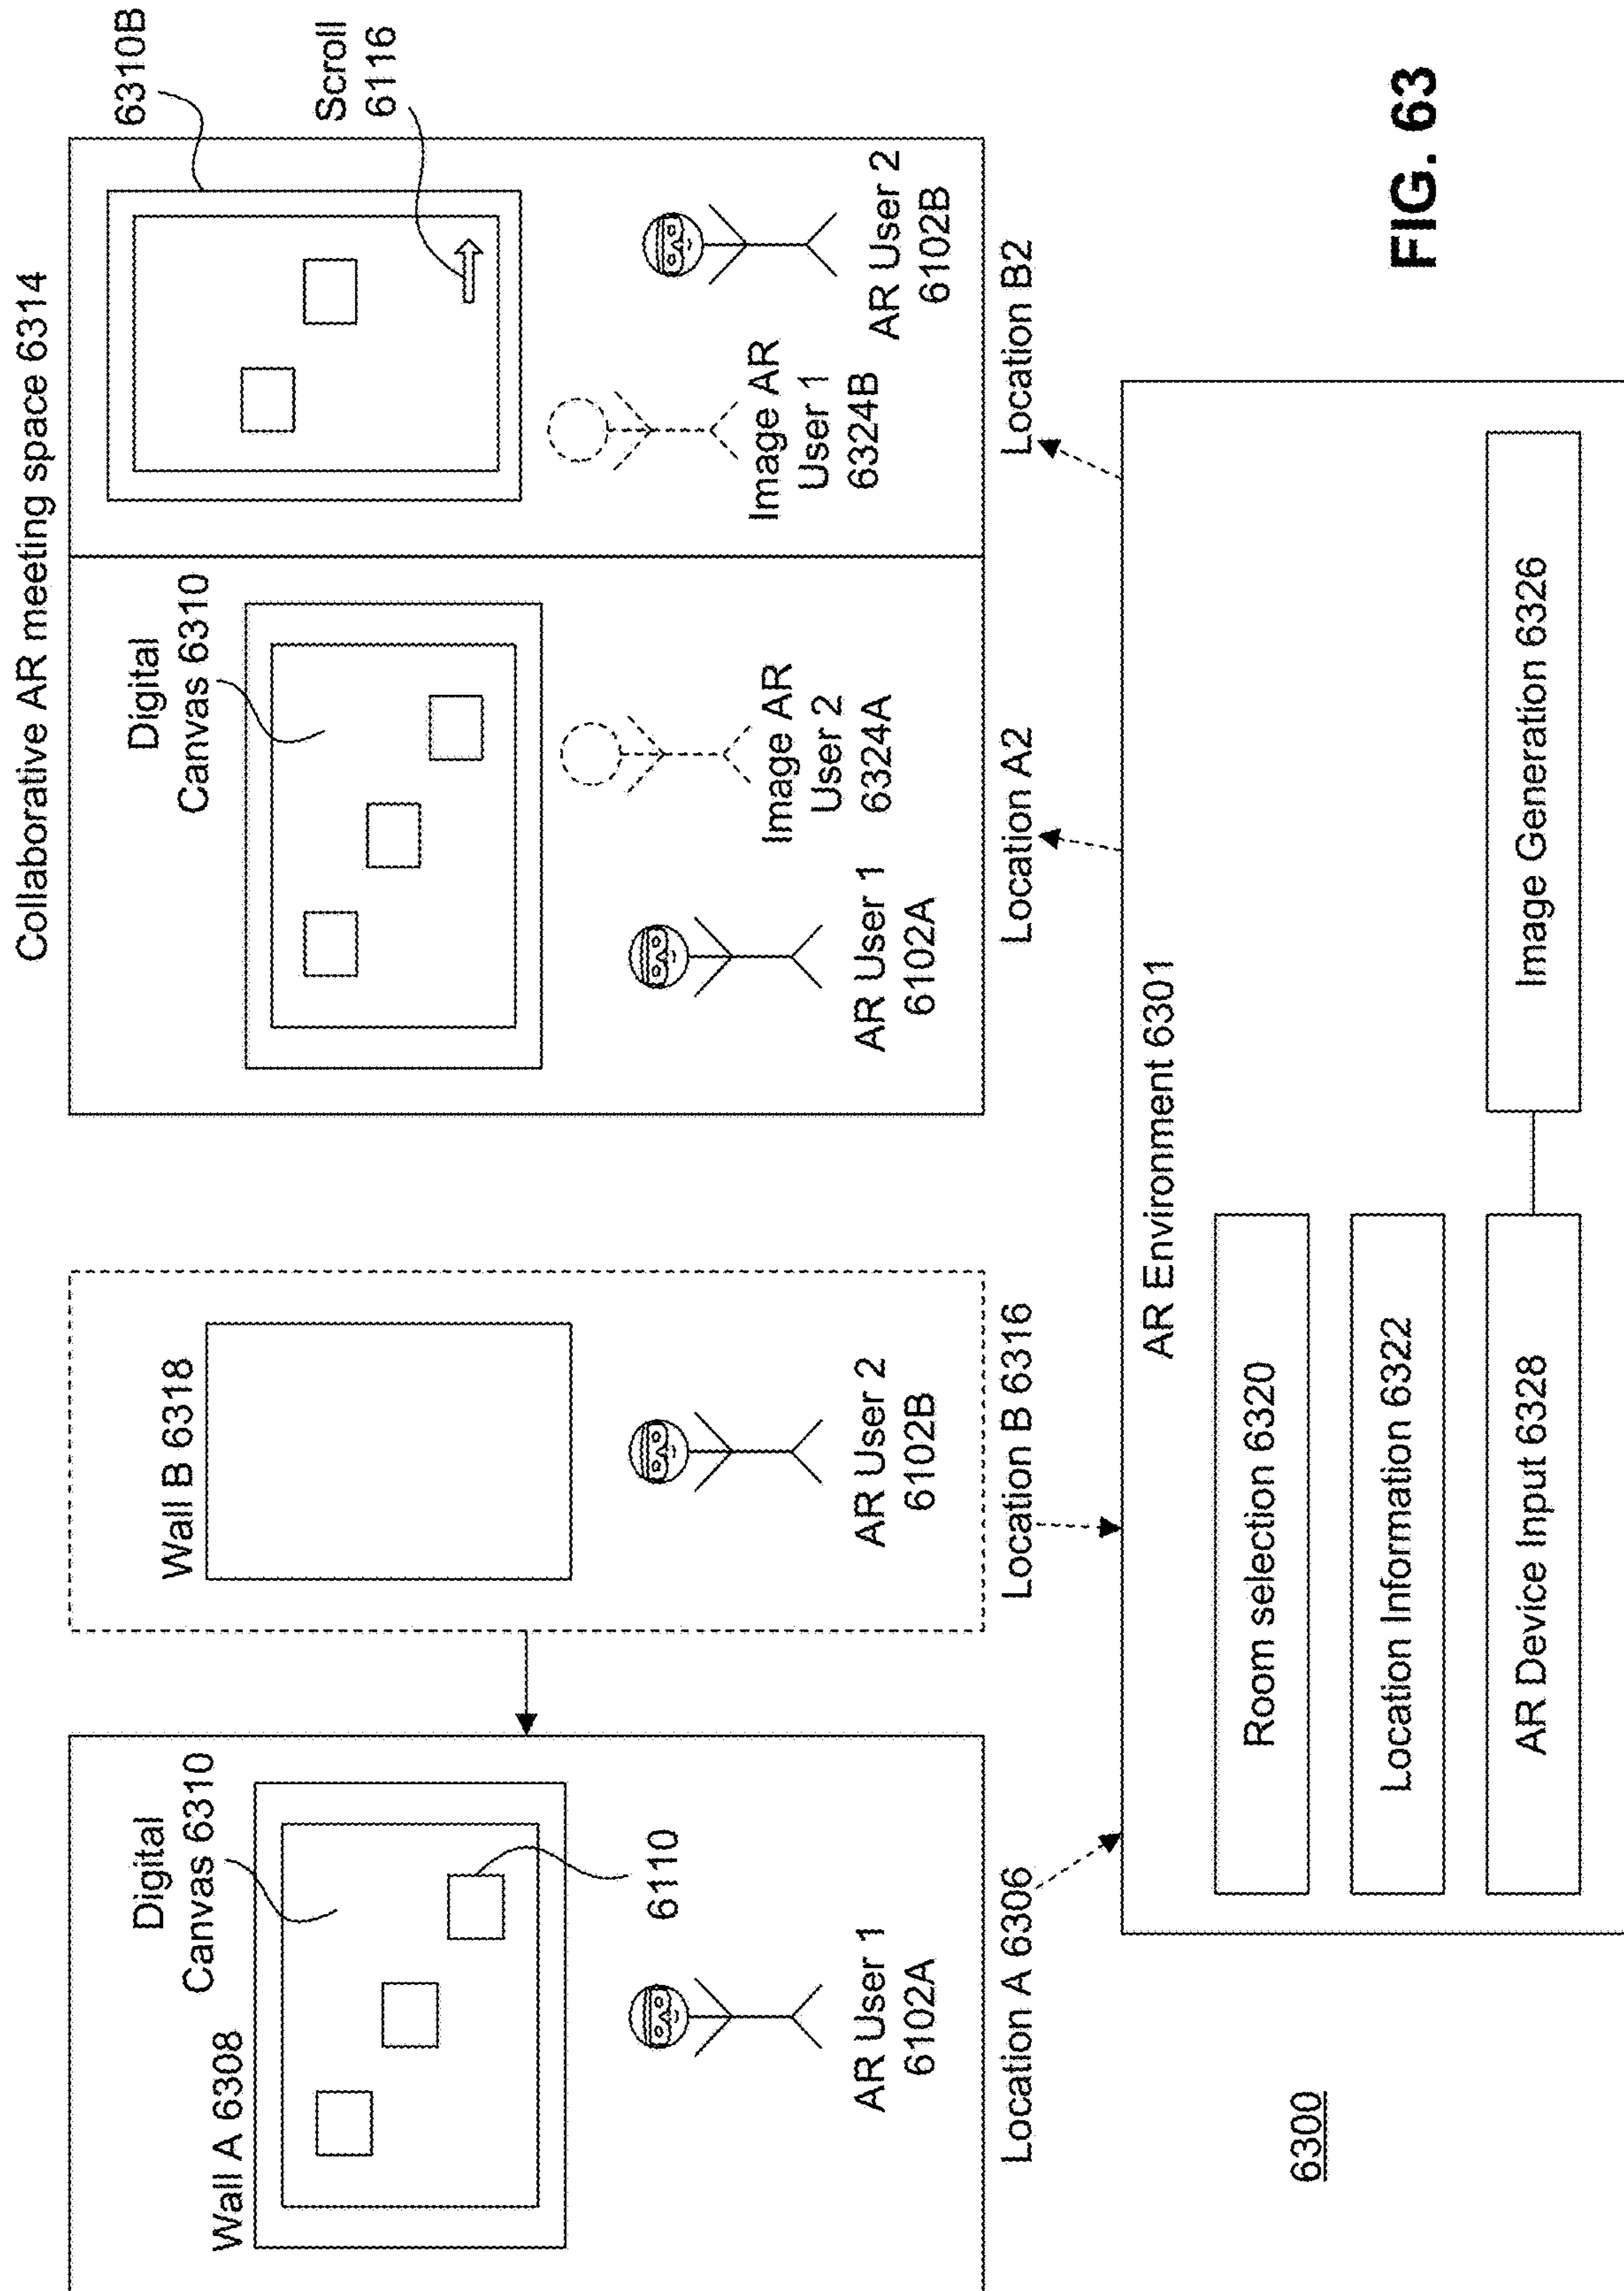 Collaborative AR meeting space 6314
Wall A 6308
Digital
Canvas 6310
6110
AR User 1
6102A
Location A 6306
Wall B 6318
AR User 2
6102B
Location B 6316
Digital
Canvas 6310
AR User 1
6102A
Image AR
User 2
6324A
Location A2
6310B
Scroll
6116
Image AR
User 1
6324B
AR User 2
6102B
Location B2
AR Environment 6301
Room selection 6320
Location Information 6322
AR Device Input 6328
Image Generation 6326
6300
FIG. 63